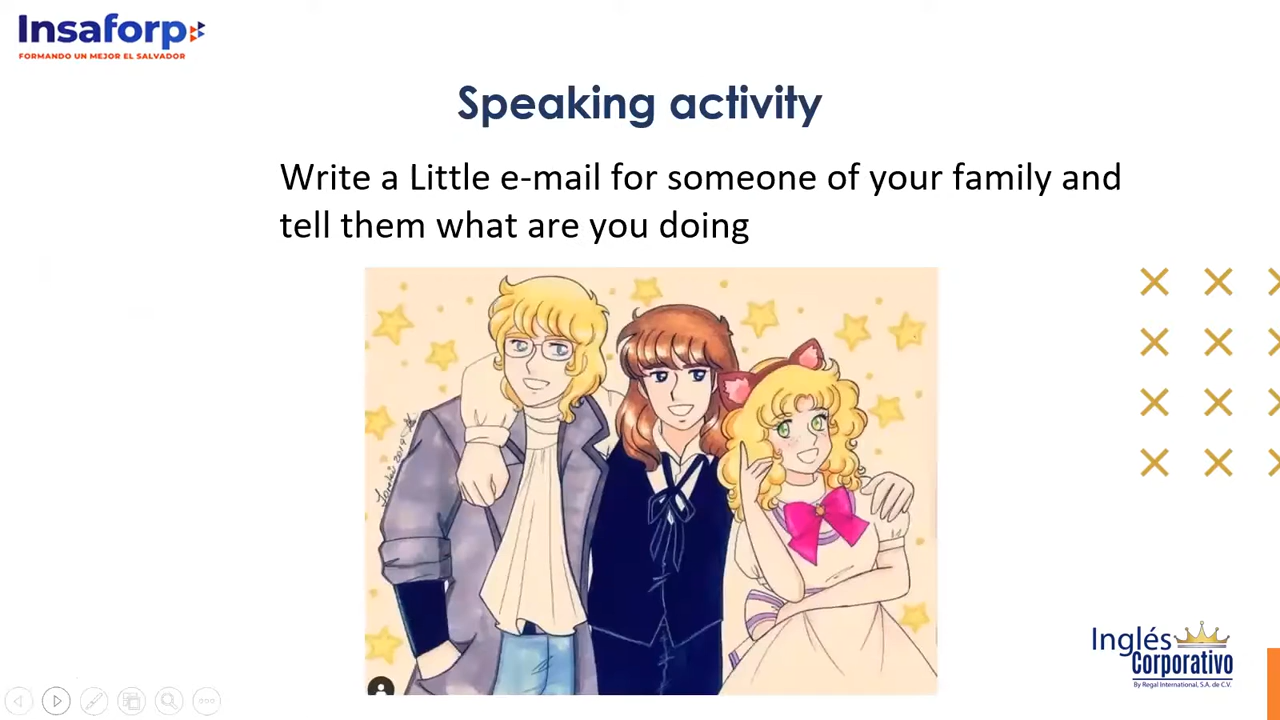 Insaforp
FORMANDO UN MEJOR EL SALVADOR
Speaking activity
Write a Little e-mail for someone of your family and
tell them what are you doing
Inglés
Corporativo
By Regal International, S.A. de C.V.